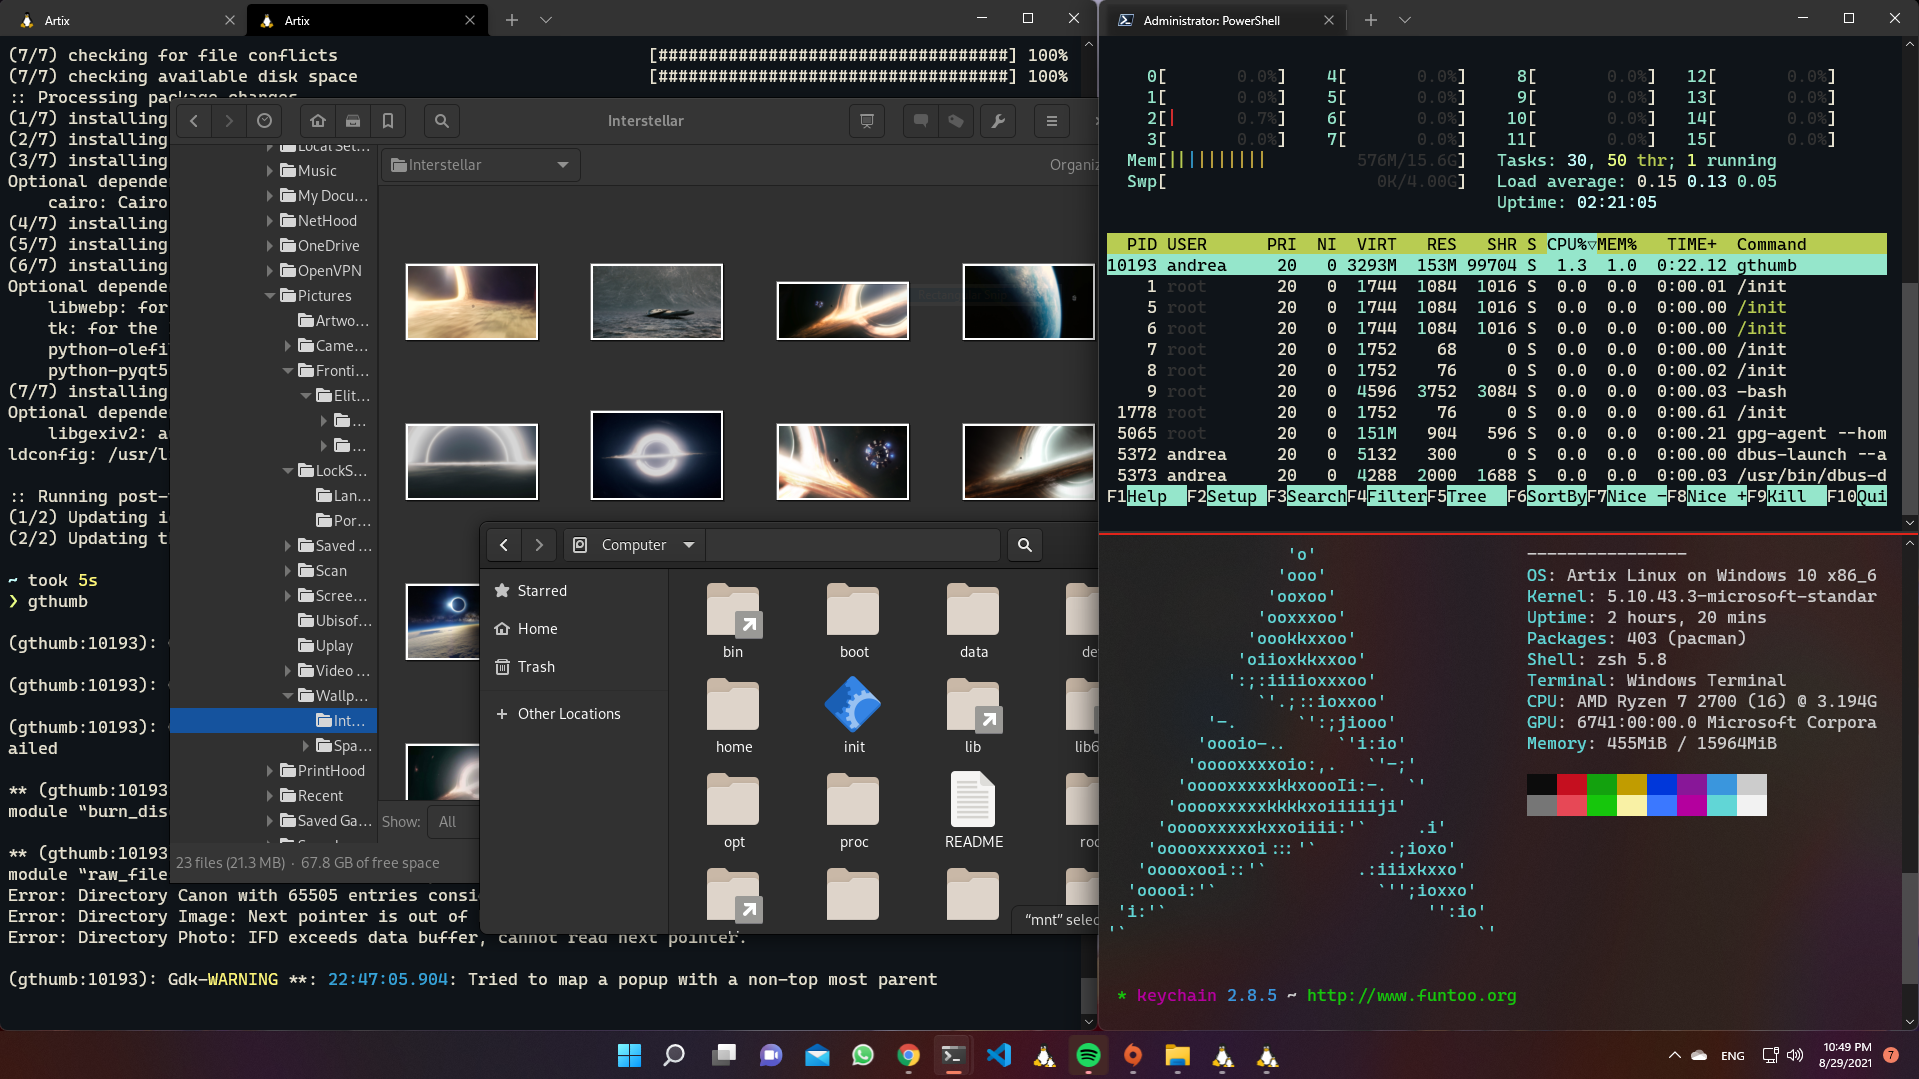 Artix
Artix
(7/7) checking for file conflicts [###################################] 100%
(7/7) checking available disk space [###################################] 100%
:: Processing package changes
(1/7) installing
(2/7) installing
(3/7) installing
Optional depende
cairo: Cairo
(4/7) installing
(5/7) installing
(6/7) installing
Optional depende
libwebp: for
tk: for the
python-olefi
python-pyqt5
(7/7) installing
Optional depende
libgexiv2: a
ldconfig: /usr/l
:: Running post-
(1/2) Updating i
(2/2) Updating t
~ took 5s
❯ gthumb
(gthumb:10193):
(gthumb:10193):
(gthumb:10193):
ailed
** (gthumb:10193
module “burn_dis
** (gthumb:10193
module “raw_file
Error: Directory Canon with 65505 entries consi
Error: Directory Image: Next pointer is out of
Error: Directory Photo: IFD exceeds data buffer, cannot read next pointer.
(gthumb:10193): Gdk-WARNING **: 22:47:05.904: Tried to map a popup with a non-top most parent
Interstellar
Local Set...
Music
My Docu...
NetHood
OneDrive
OpenVPN
Pictures
Artwo...
Came...
Fronti...
Elit...
...
...
LockS...
Lan...
Por...
Saved ...
Scan
Scree...
Ubisof...
Uplay
Video ...
Wallp...
Int...
Spa...
PrintHood
Recent
Saved Ga...
Interstellar
Organiz
Show: All
23 files (21.3 MB) · 67.8 GB of free space
Computer
Starred
Home
Trash
Other Locations
bin
boot
data
de
home
init
lib
lib6
opt
proc
README
roo
“mnt” selec
Administrator: PowerShell
0[ 0.0%] 4[ 0.0%] 8[ 0.0%] 12[ 0.0%]
1[ 0.0%] 5[ 0.0%] 9[ 0.0%] 13[ 0.0%]
2[| 0.7%] 6[ 0.0%] 10[ 0.0%] 14[ 0.0%]
3[ 0.0%] 7[ 0.0%] 11[ 0.0%] 15[ 0.0%]
Mem[|||||||||| 576M/15.6G] Tasks: 30, 50 thr; 1 running
Swp[ 0K/4.00G] Load average: 0.15 0.13 0.05
Uptime: 02:21:05
PID USER PRI NI VIRT RES SHR S CPU%▽MEM% TIME+ Command
10193 andrea 20 0 3293M 153M 99704 S 1.3 1.0 0:22.12 gthumb
1 root 20 0 1744 1084 1016 S 0.0 0.0 0:00.01 /init
5 root 20 0 1744 1084 1016 S 0.0 0.0 0:00.00 /init
6 root 20 0 1744 1084 1016 S 0.0 0.0 0:00.00 /init
7 root 20 0 1752 68 0 S 0.0 0.0 0:00.00 /init
8 root 20 0 1752 76 0 S 0.0 0.0 0:00.00 /init
9 root 20 0 4596 3752 3084 S 0.0 0.0 0:00.03 -bash
1778 root 20 0 1752 76 0 S 0.0 0.0 0:00.61 /init
5065 root 20 0 151M 904 596 S 0.0 0.0 0:00.21 gpg-agent --hom
5372 andrea 20 0 5132 300 0 S 0.0 0.0 0:00.00 dbus-launch --a
5373 andrea 20 0 4288 2000 1688 S 0.0 0.0 0:00.03 /usr/bin/dbus-d
F1Help F2Setup F3SearchF4FilterF5Tree F6SortByF7Nice -F8Nice +F9Kill F10Qui
'o'
'ooo'
'ooxoo'
'ooxxxoo'
'oookkxxoo'
'oiioxkkxxoo'
':;:iiiioxxxoo'
`'.;::ioxxoo'
'-. `':;jiooo'
'oooio-.. `'i:io'
'ooooxxxxoio:,. `'-;'
'ooooxxxxxkkxoooIi:-. `'
'ooooxxxxxkkkkxoiiiiiji'
'ooooxxxxxkxxoiiii:'` .i'
'ooooxxxxxoi:::'` .;ioxo'
'ooooxooi::'` .:iiixkxxo'
'ooooi:'` `'';ioxxo'
'i:'` '':io'
'` `'
----------------
OS: Artix Linux on Windows 10 x86_6
Kernel: 5.10.43.3-microsoft-standar
Uptime: 2 hours, 20 mins
Packages: 403 (pacman)
Shell: zsh 5.8
Terminal: Windows Terminal
CPU: AMD Ryzen 7 2700 (16) @ 3.194G
GPU: 6741:00:00.0 Microsoft Corpora
Memory: 455MiB / 15964MiB
* keychain 2.8.5 ~ http://www.funtoo.org
ENG
10:49 PM
8/29/2021
7